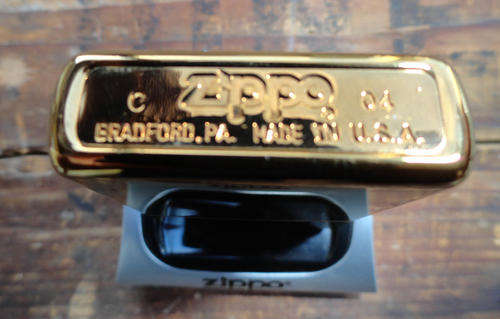 C zippo 04
BRADFORD,PA. MADE IN U.S.A.
zippo